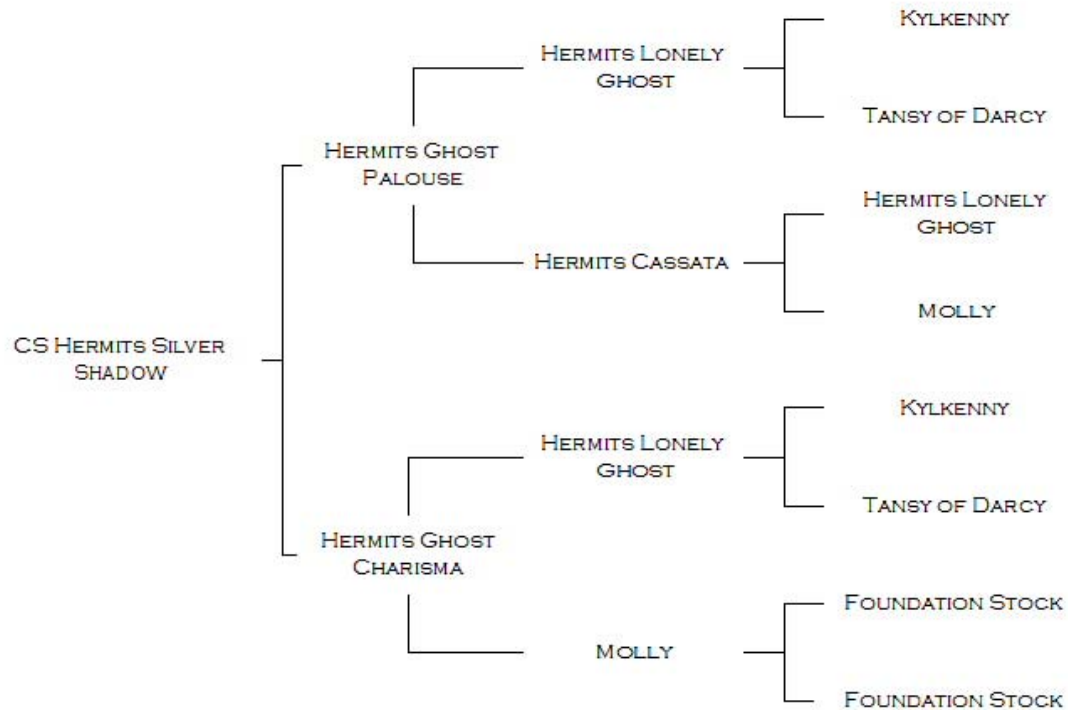 Kylkenny
Hermits Lonely
Ghost
Tansy of Darcy
Hermits Ghost
Palouse
Hermits Lonely
Ghost
Hermits Cassata
Molly
CS Hermits Silver
Shadow
Kylkenny
Hermits Lonely
Ghost
Tansy of Darcy
Hermits Ghost
Charisma
Foundation Stock
Molly
Foundation Stock